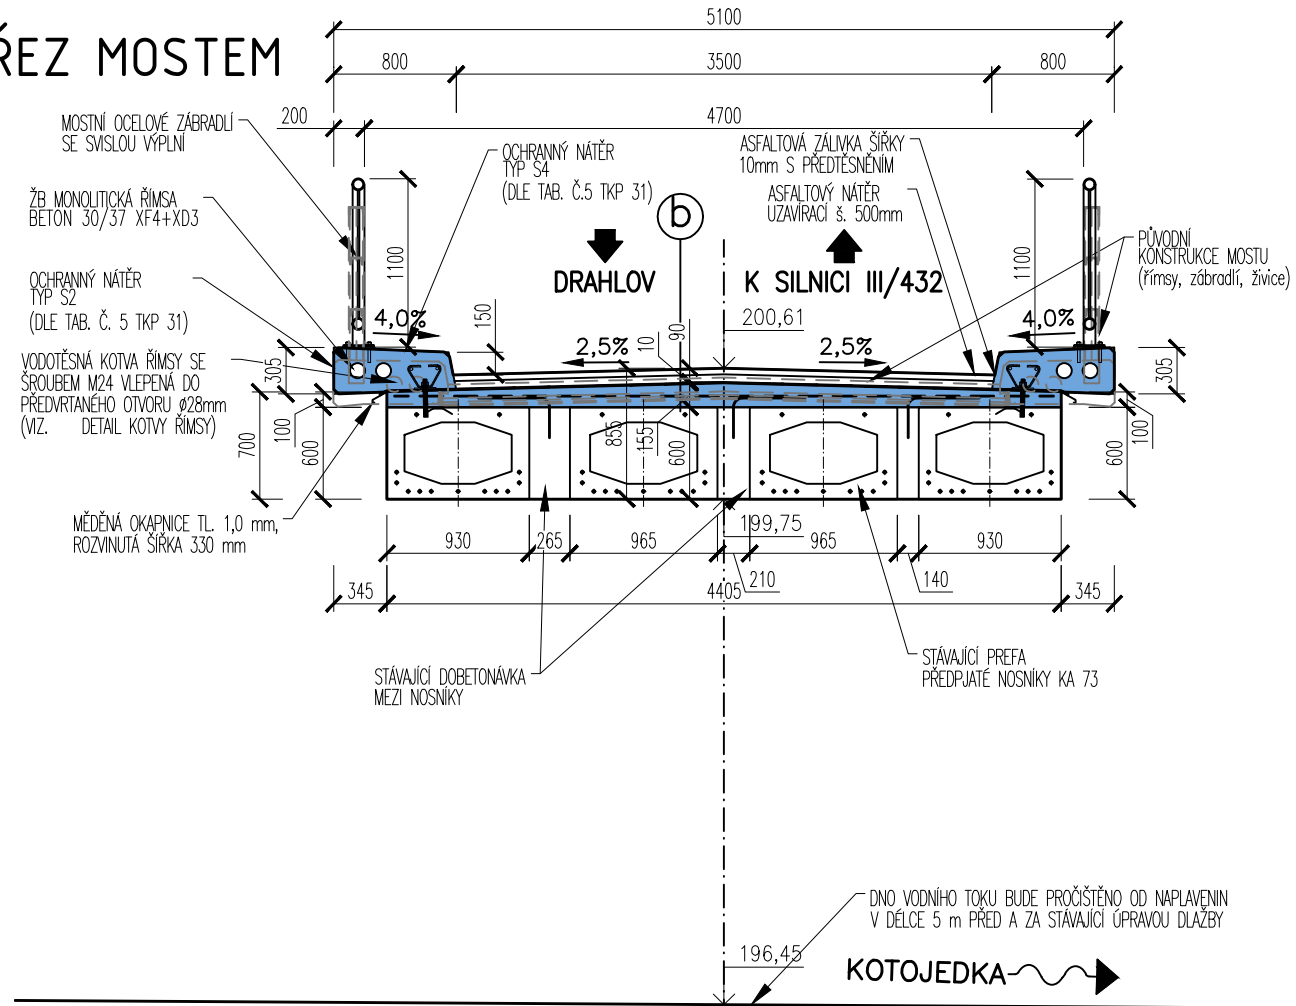 ŘEZ MOSTEM
5100
800
3500
800
200
4700
MOSTNÍ OCELOVÉ ZÁBRADLÍ
SE SVISLOU VÝPLNÍ
OCHRANNÝ NÁTĚR
TYP S4
(DLE TAB. Č.5 TKP 31)
ASFALTOVÁ ZÁLIVKA ŠÍŘKY
10mm S PŘEDTĚSNĚNÍM
ASFALTOVÝ NÁTĚR
UZAVÍRACÍ š. 500mm
ŽB MONOLITICKÁ ŘÍMSA
BETON 30/37 XF4+XD3
b
PŮVODNÍ
KONSTRUKCE MOSTU
(římsy, zábradlí, živice)
1100
1100
DRAHLOV
K SILNICI III/432
OCHRANNÝ NÁTĚR
TYP S2
(DLE TAB. Č. 5 TKP 31)
4,0%
150
200,61
4,0%
2,5%
10
90
2,5%
VODOTĚSNÁ KOTVA ŘÍMSY SE
ŠROUBEM M24 VLEPENÁ DO
PŘEDVRTANÉHO OTVORU ø28mm
(VIZ. DETAIL KOTVY ŘÍMSY)
305
305
700
100
600
855
155
600
600
100
MĚDĚNÁ OKAPNICE TL. 1,0 mm,
ROZVINUTÁ ŠÍŘKA 330 mm
199,75
930
265
965
965
930
210
140
345
4405
345
STÁVAJÍCÍ DOBETONÁVKA
MEZI NOSNÍKY
STÁVAJÍCÍ PREFA
PŘEDPJATÉ NOSNÍKY KA 73
DNO VODNÍHO TOKU BUDE PROČIŠTĚNO OD NAPLAVENIN
V DÉLCE 5 m PŘED A ZA STÁVAJÍCÍ ÚPRAVOU DLAŽBY
196,45
KOTOJEDKA